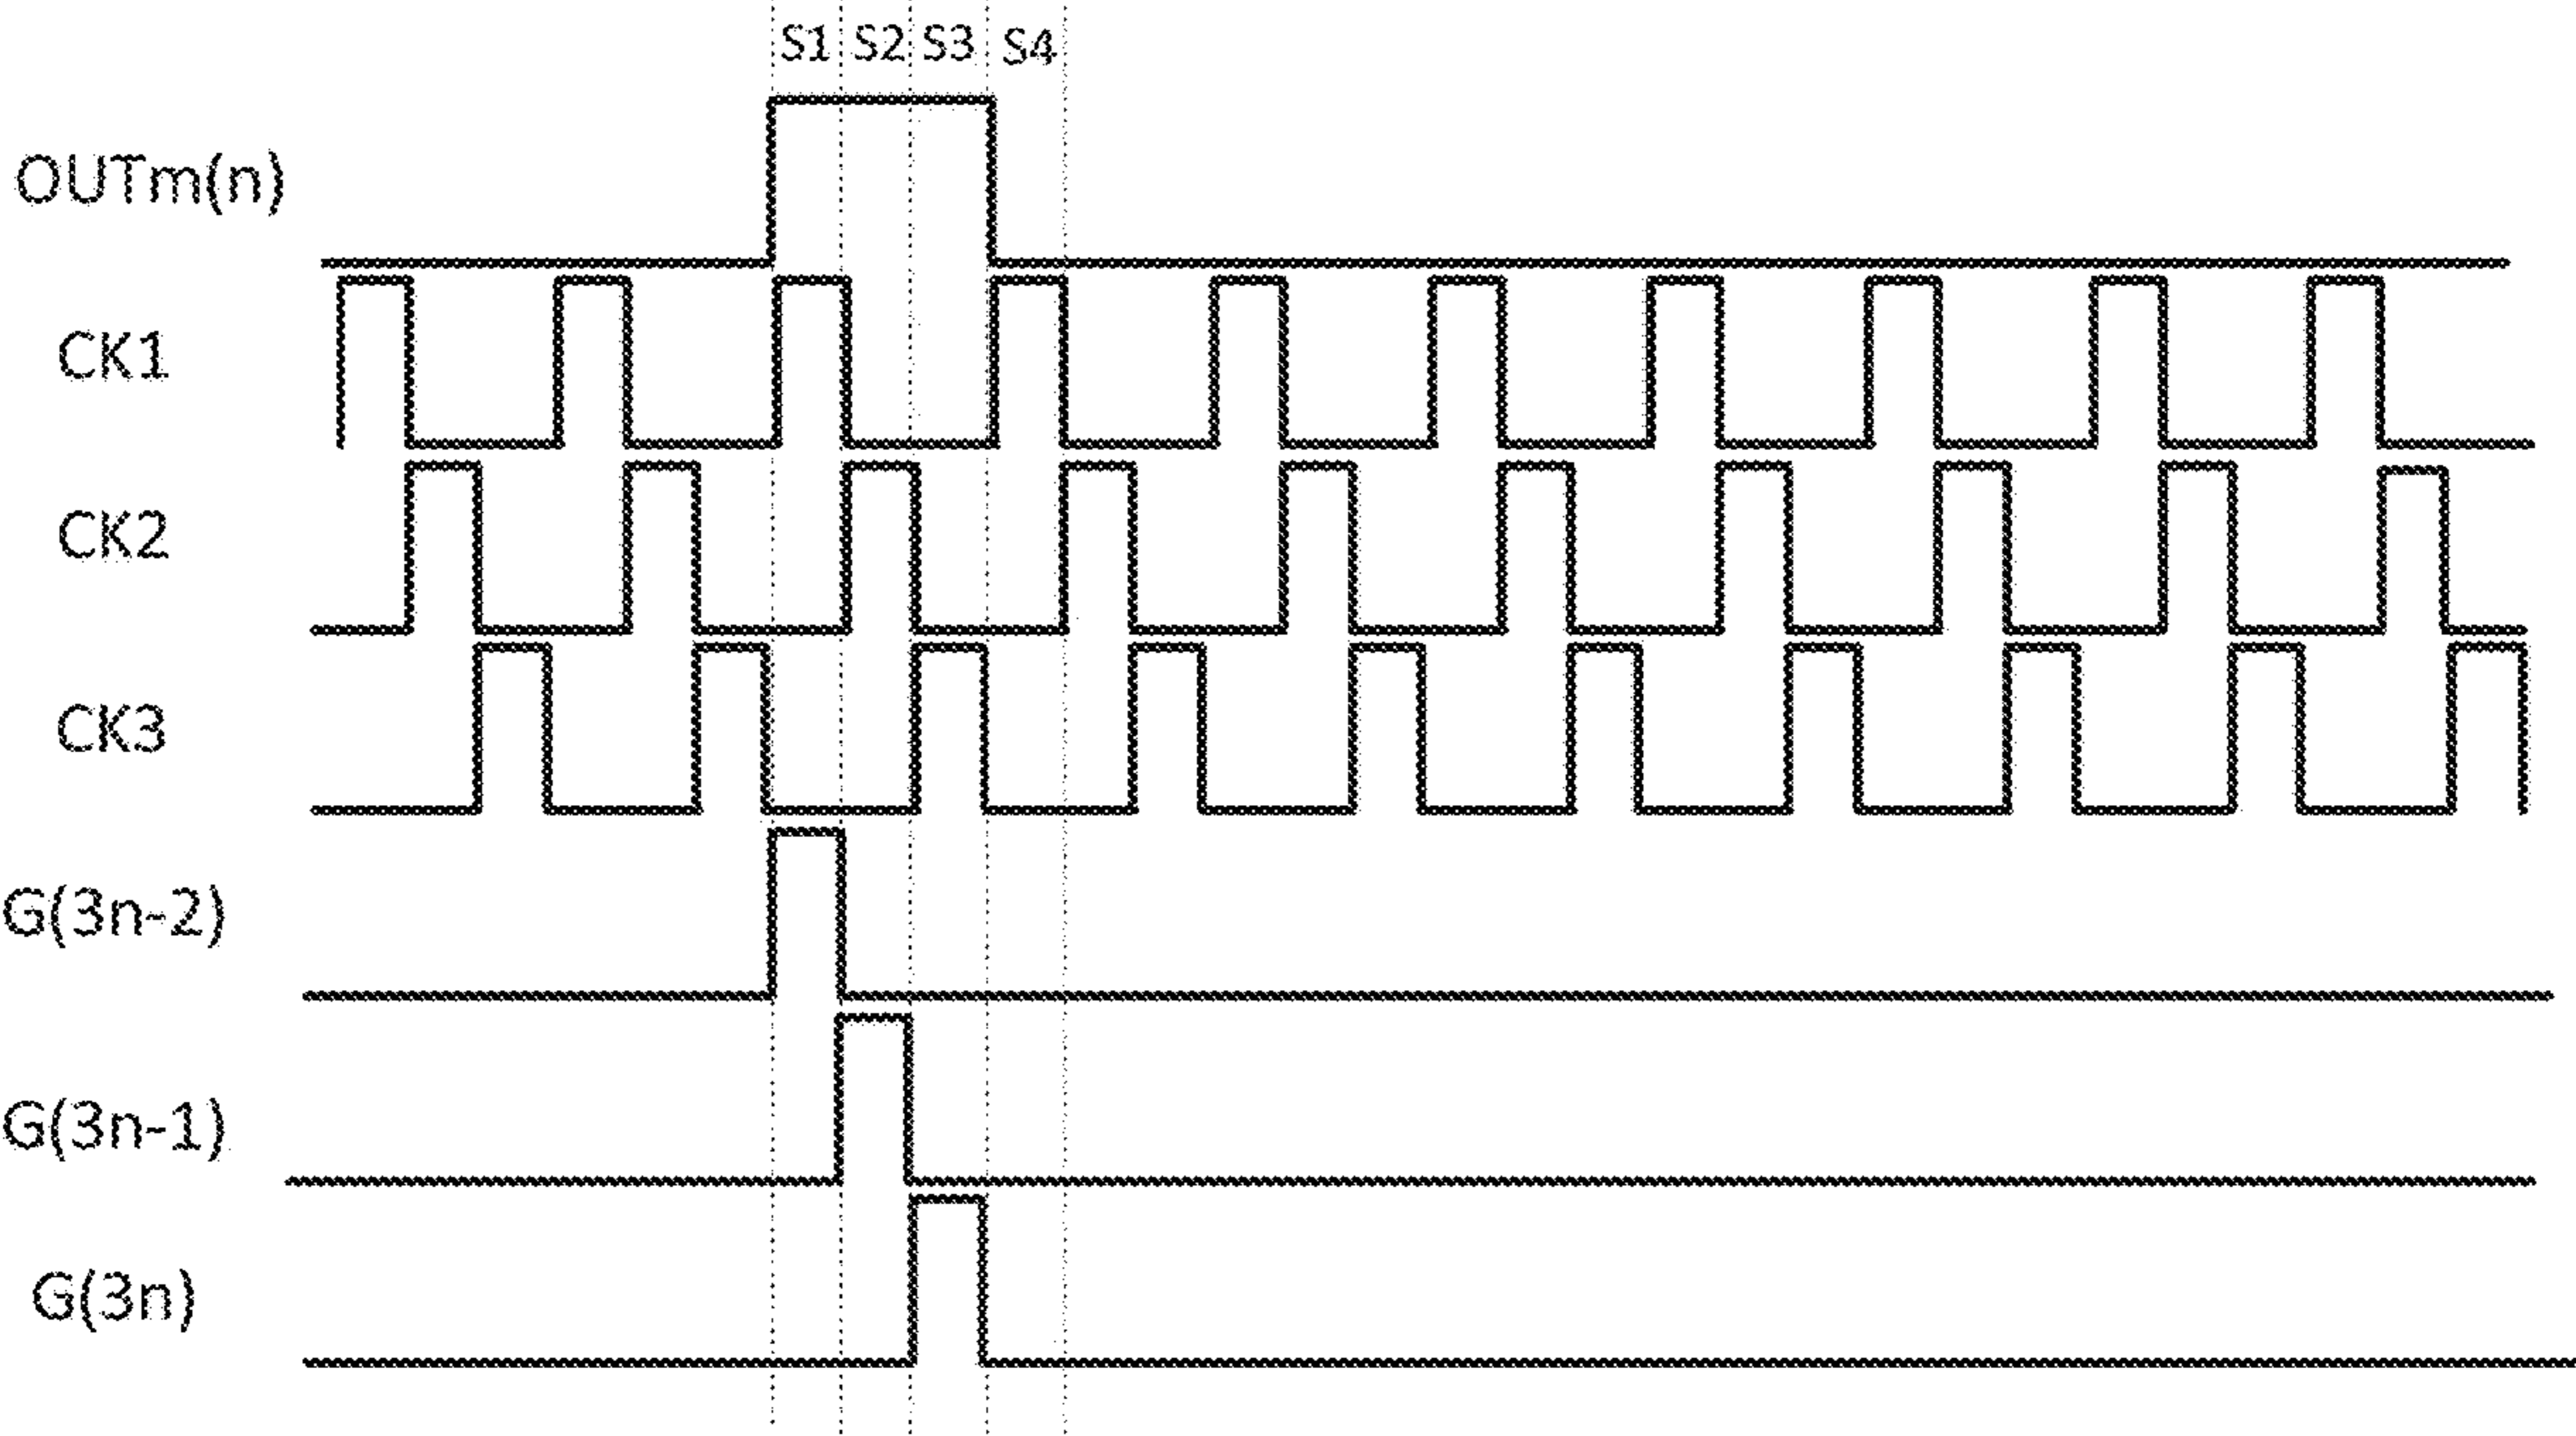 S1 S2 S3 S4
OUTm(n)
CK1
CK2
CK3
G(3n-2)
G(3n-1)
G(3n)